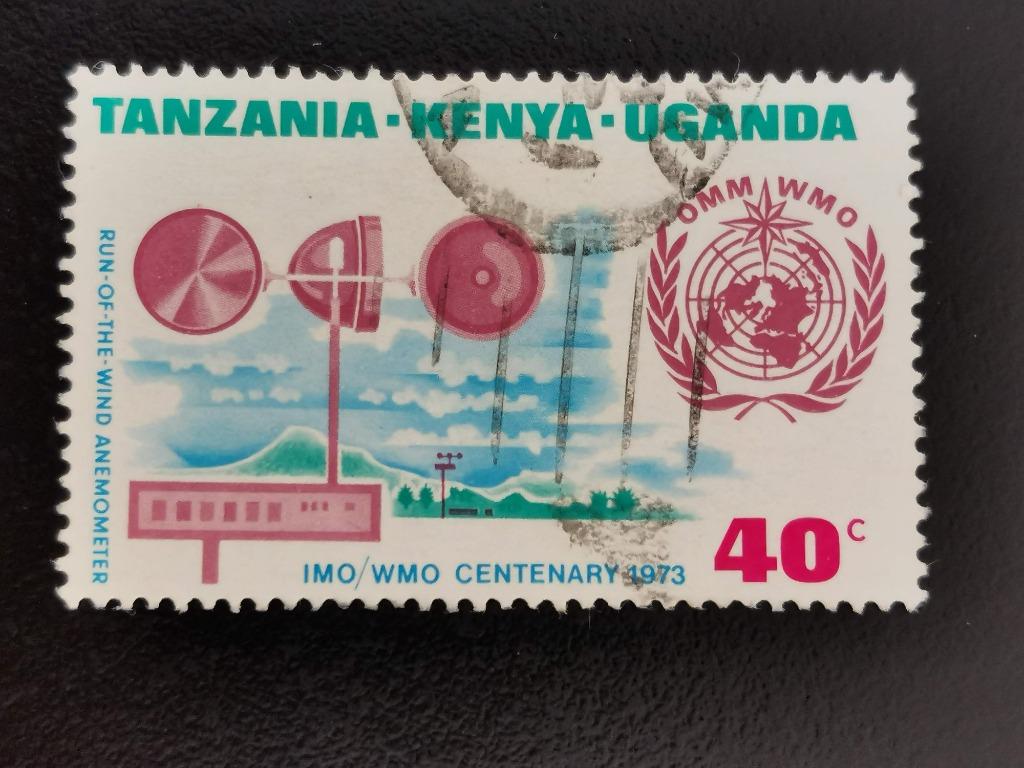 TANZANIA · KENYA · UGANDA
OMM WMO
RUN-OF-THE-WIND ANEMOMETER
IMO/WMO CENTENARY 1973
40c